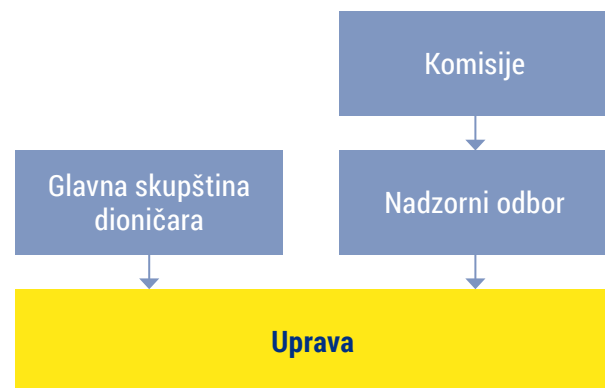 Komisije
Glavna skupština
dioničara
Nadzorni odbor
Uprava